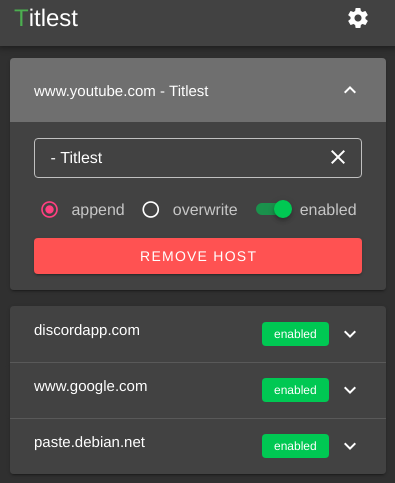 Titlest
www.youtube.com - Titlest
- Titlest
append overwrite enabled
REMOVE HOST
discordapp.com enabled
www.google.com enabled
paste.debian.net enabled